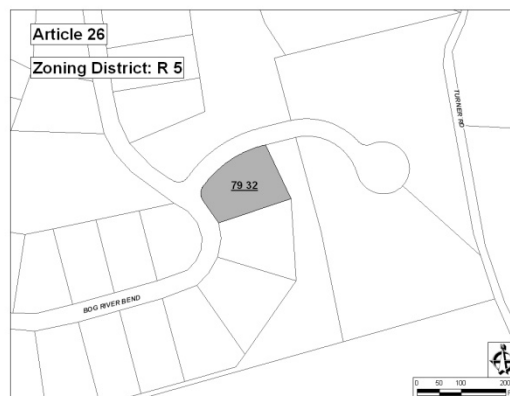 Article 26
Zoning District: R 5
TURNER RD
79 32
BOG RIVER BEND
0 50 100 200